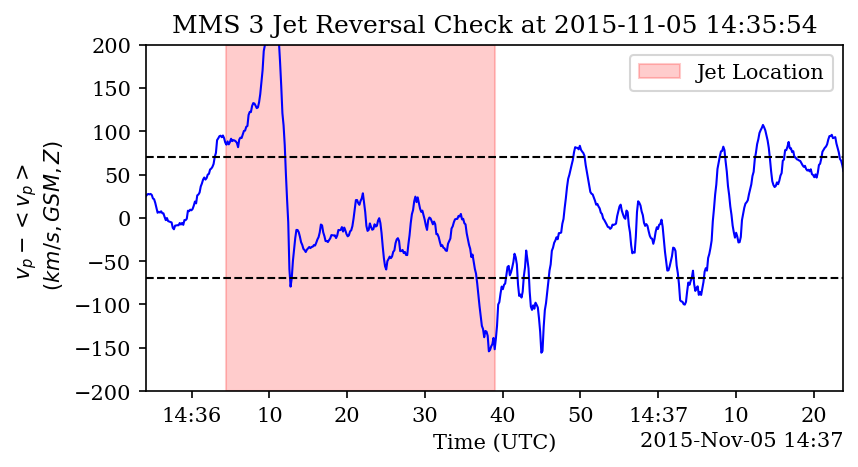 MMS 3 Jet Reversal Check at 2015-11-05 14:35:54
200
150
100
50
0
−50
−100
−150
−200
v_p − < v_p >
(km/s, GSM, Z)
Jet Location
14:36 10 20 30 40 50 14:37 10 20
Time (UTC)
2015-Nov-05 14:37